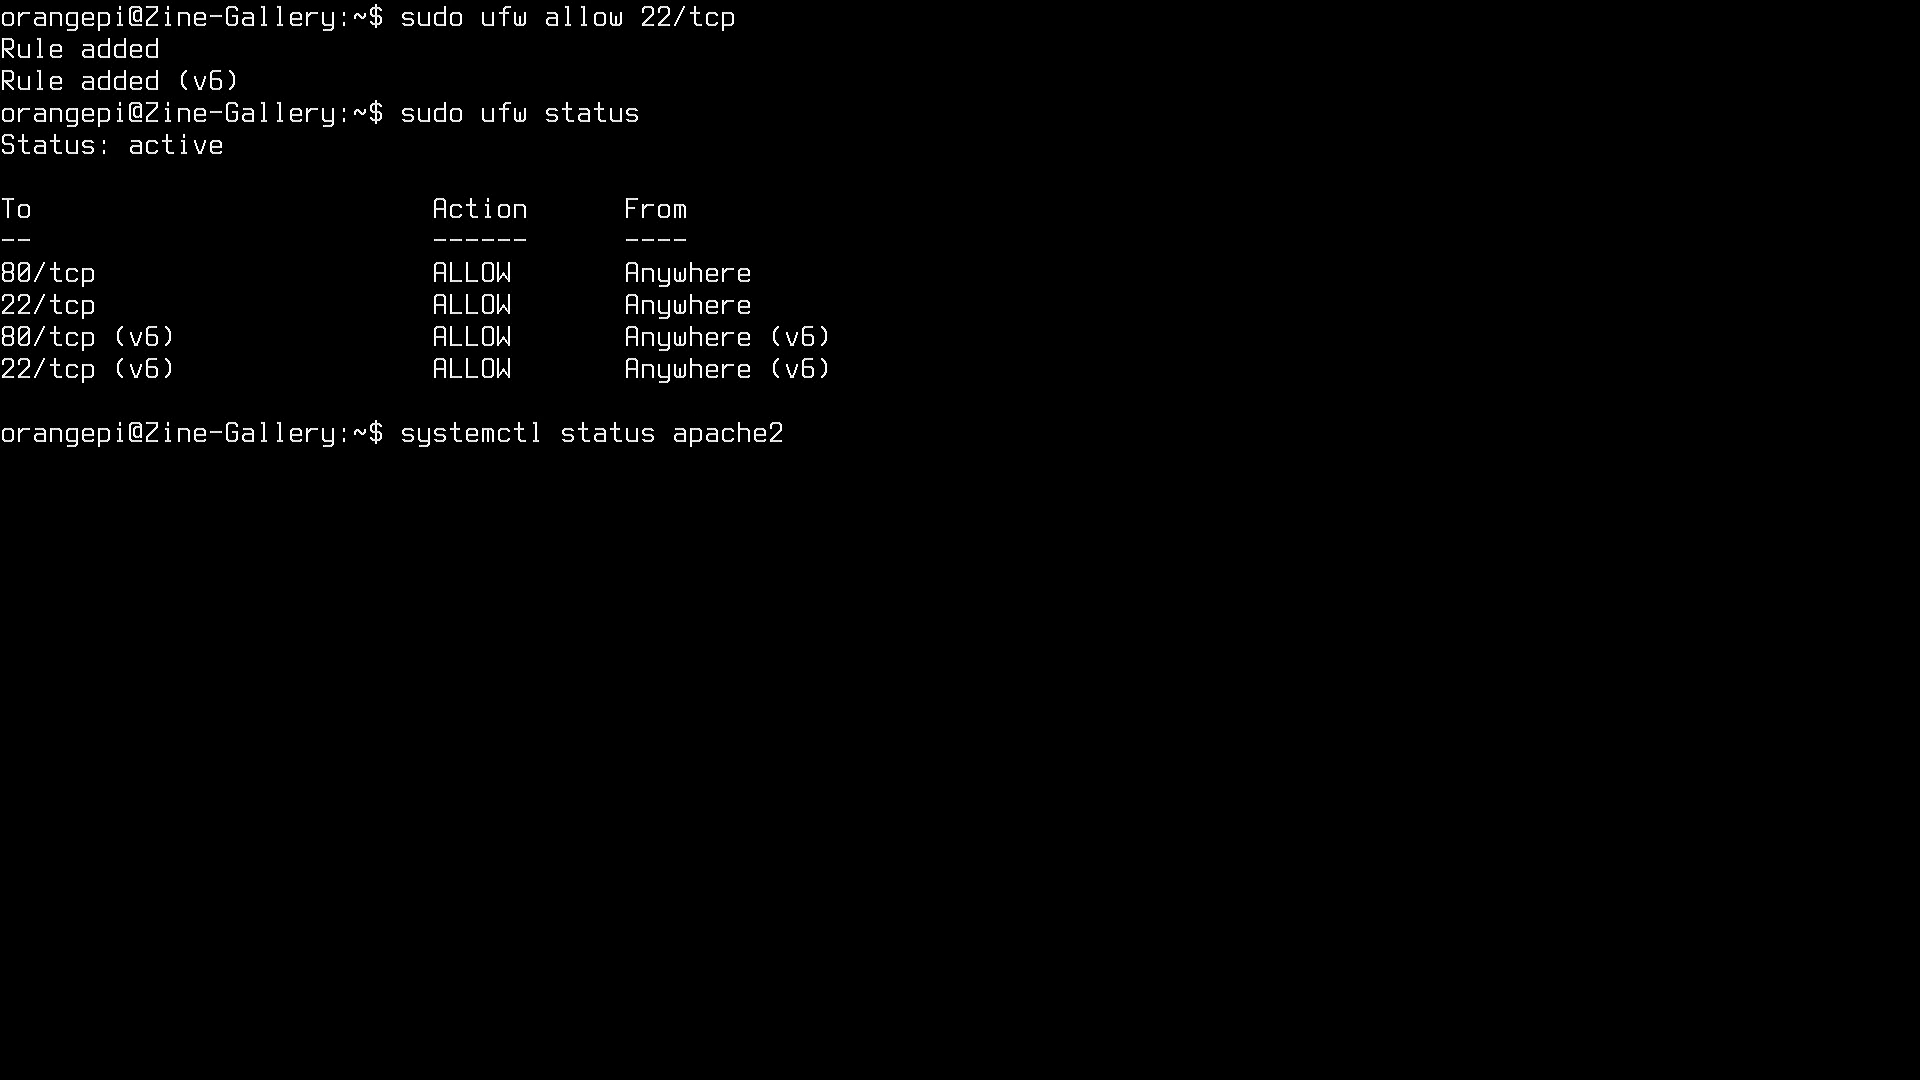 orangepi@Zine-Gallery:~$ sudo ufw allow 22/tcp
Rule added
Rule added (v6)
orangepi@Zine-Gallery:~$ sudo ufw status
Status: active

To                         Action      From
--                         ------      ----
80/tcp                     ALLOW       Anywhere
22/tcp                     ALLOW       Anywhere
80/tcp (v6)                ALLOW       Anywhere (v6)
22/tcp (v6)                ALLOW       Anywhere (v6)

orangepi@Zine-Gallery:~$ systemctl status apache2